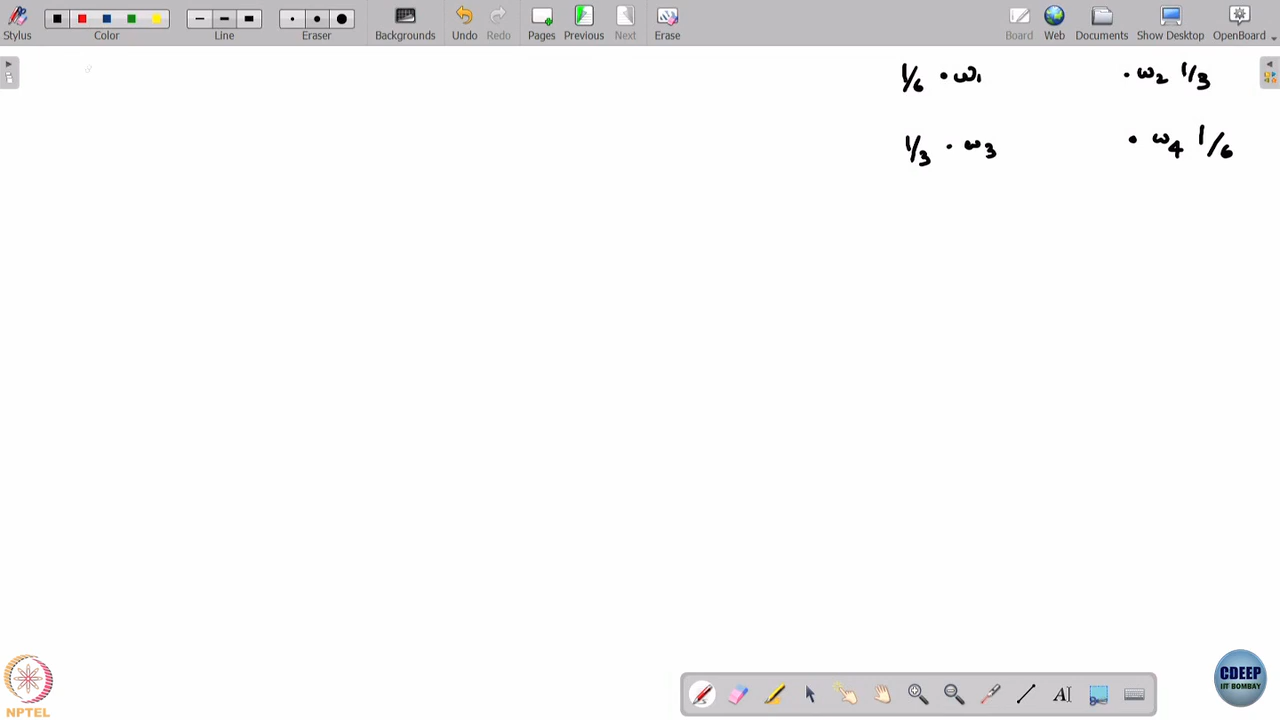 Stylus Color Line Eraser Backgrounds Undo Redo Pages Previous Next Erase Board Web Documents Show Desktop OpenBoard
1/6 · ω₁ · ω₂ 1/3
1/3 · ω₃ · ω₄ 1/6
NPTEL
CDEEP
IIT BOMBAY